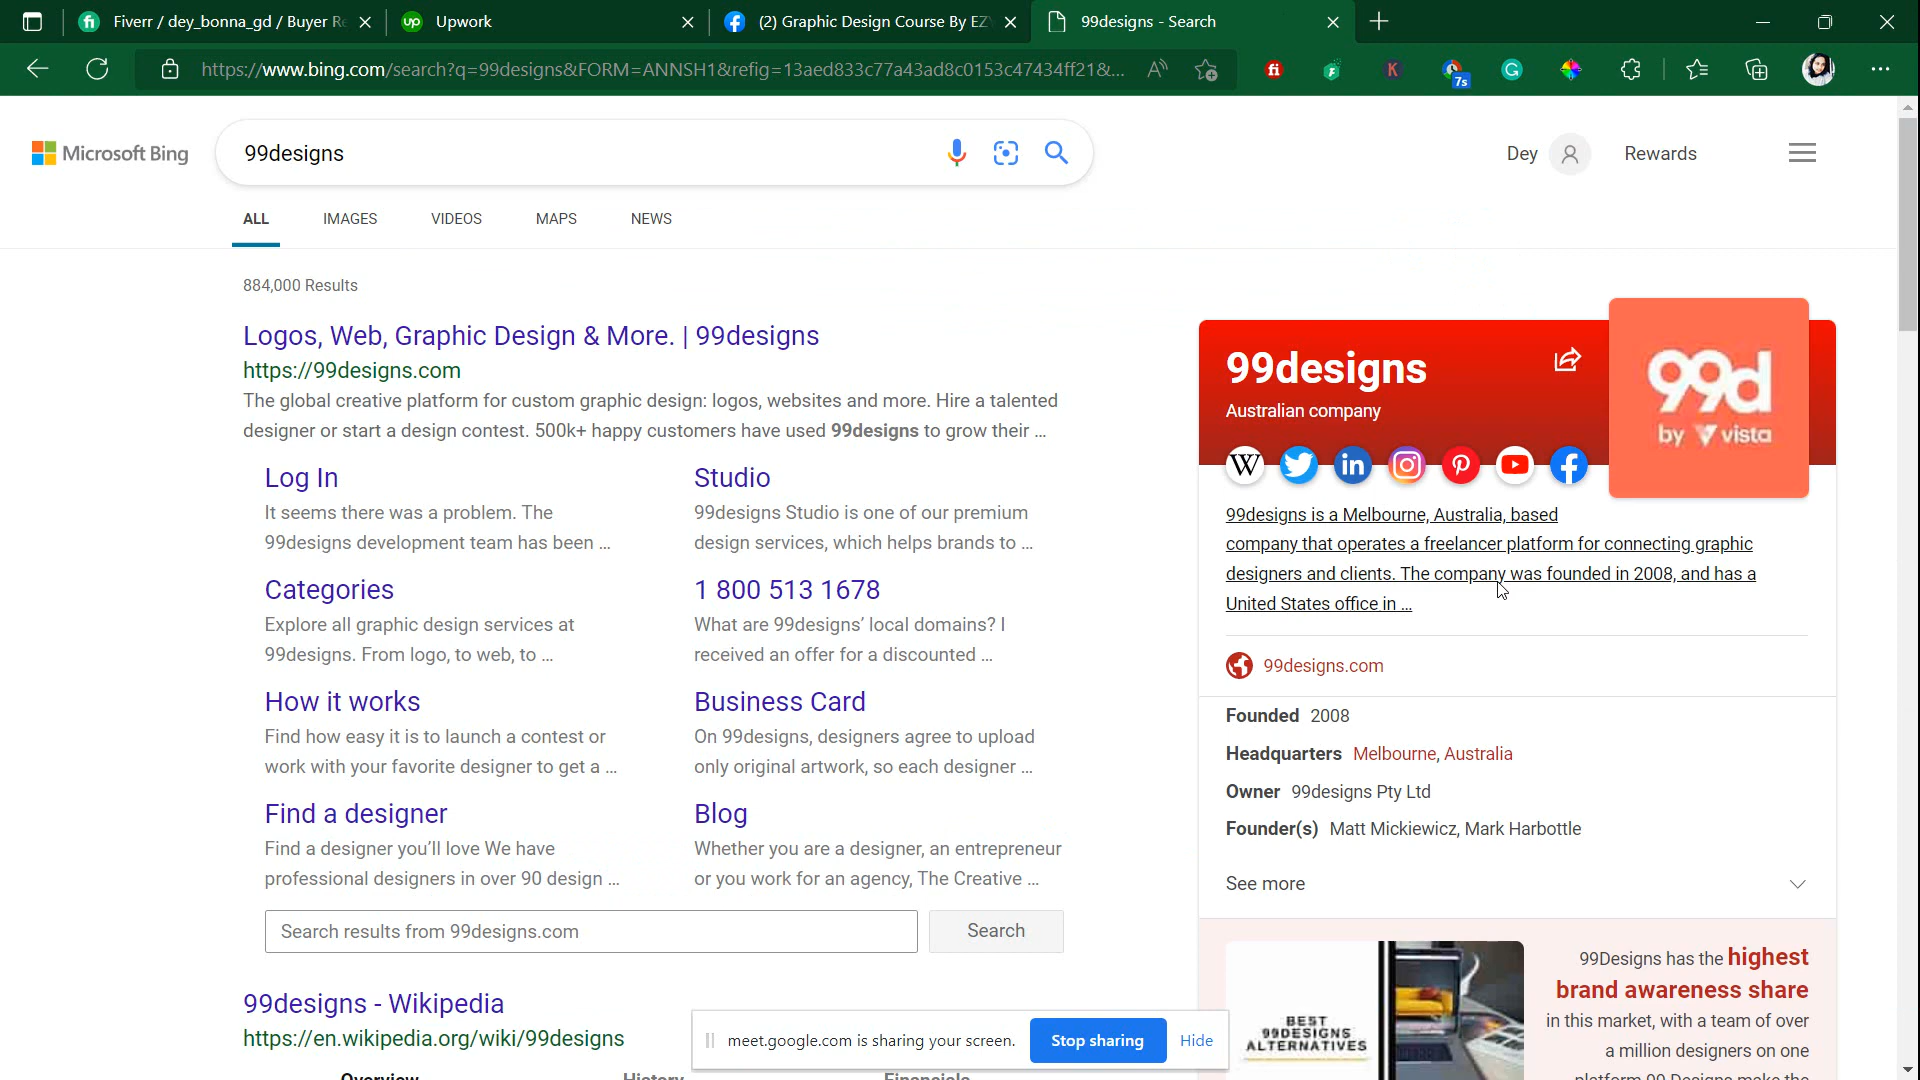 Fiverr / dey_bonna_gd / Buyer Re
Upwork
(2) Graphic Design Course By EZY
99designs - Search
https://www.bing.com/search?q=99designs&FORM=ANNSH1&refig=13aed833c77a43ad8c0153c47434ff21&...
7s
Microsoft Bing
99designs
Dey
Rewards
ALL
IMAGES
VIDEOS
MAPS
NEWS
884,000 Results
Logos, Web, Graphic Design & More. | 99designs
https://99designs.com
The global creative platform for custom graphic design: logos, websites and more. Hire a talented
designer or start a design contest. 500k+ happy customers have used 99designs to grow their ...
Log In
It seems there was a problem. The
99designs development team has been ...
Studio
99designs Studio is one of our premium
design services, which helps brands to ...
Categories
Explore all graphic design services at
99designs. From logo, to web, to ...
1 800 513 1678
What are 99designs' local domains? I
received an offer for a discounted ...
How it works
Find how easy it is to launch a contest or
work with your favorite designer to get a ...
Business Card
On 99designs, designers agree to upload
only original artwork, so each designer ...
Find a designer
Find a designer you'll love We have
professional designers in over 90 design ...
Blog
Whether you are a designer, an entrepreneur
or you work for an agency, The Creative ...
Search results from 99designs.com
Search
99designs - Wikipedia
https://en.wikipedia.org/wiki/99designs
Overview
History
Financials
99designs
Australian company
99d
by vista
99designs is a Melbourne, Australia, based
company that operates a freelancer platform for connecting graphic
designers and clients. The company was founded in 2008, and has a
United States office in ...
99designs.com
Founded 2008
Headquarters Melbourne, Australia
Owner 99designs Pty Ltd
Founder(s) Matt Mickiewicz, Mark Harbottle
See more
BEST
99DESIGNS
ALTERNATIVES
99Designs has the highest
brand awareness share
in this market, with a team of over
a million designers on one
platform 99 Designs make the
meet.google.com is sharing your screen.
Stop sharing
Hide